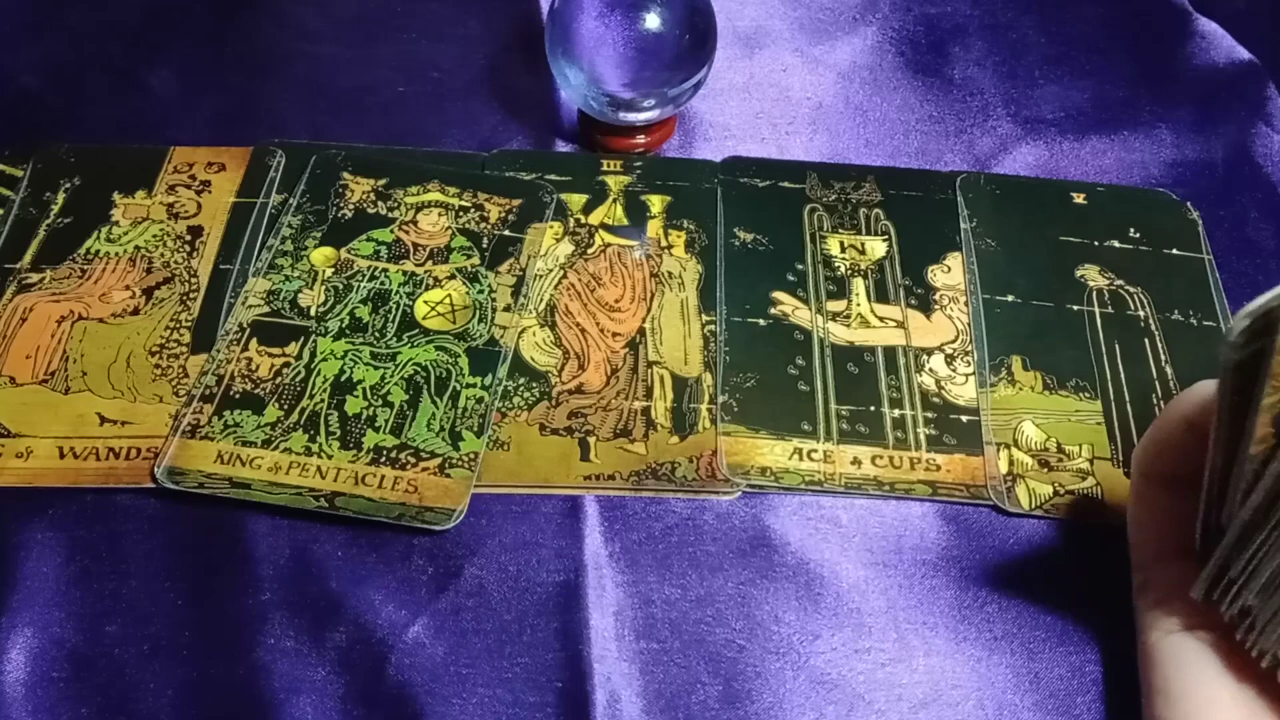 OF WANDS
KING OF PENTACLES.
III
ACE of CUPS.
V